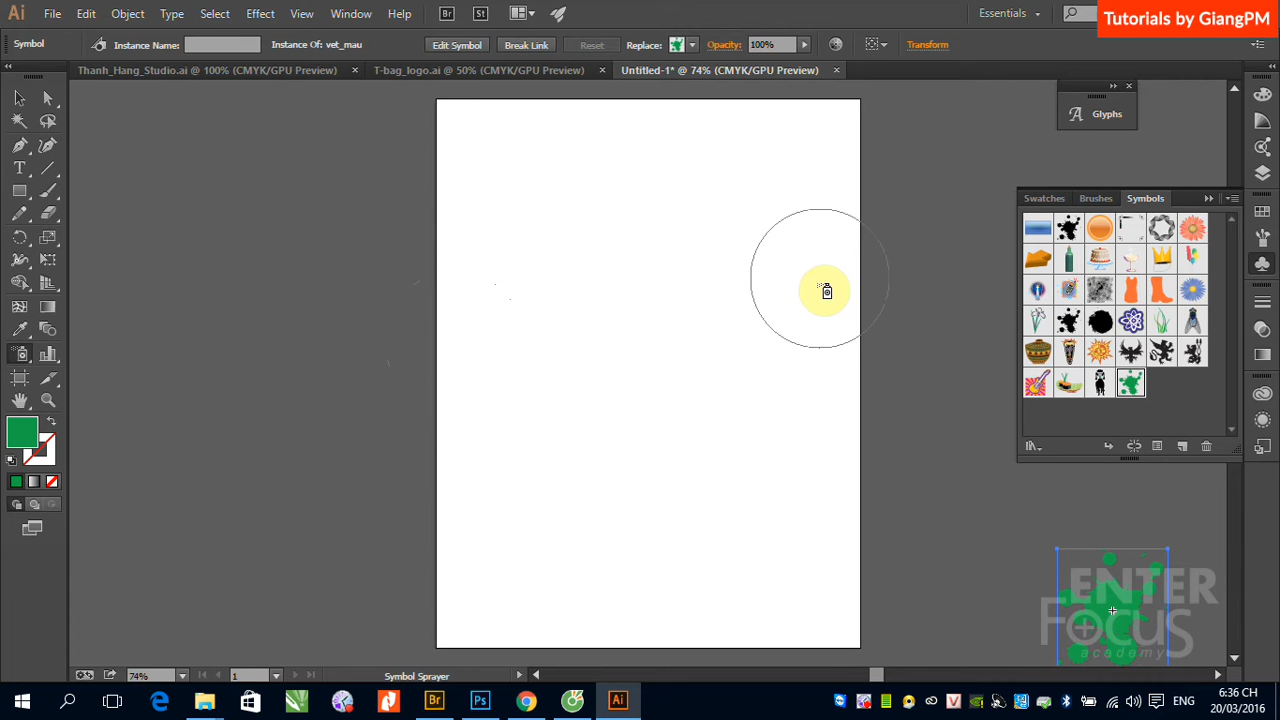 Ai File Edit Object Type Select Effect View Window Help Br St Essentials
Tutorials by GiangPM
Symbol Instance Name: Instance Of: vet_mau Edit Symbol Break Link Reset Replace: Opacity: 100% Transform
Thanh_Hang_Studio.ai @ 100% (CMYK/GPU Preview) T-bag_logo.ai @ 50% (CMYK/GPU Preview) Untitled-1* @ 74% (CMYK/GPU Preview)
A Glyphs
Swatches Brushes Symbols
ENTER
FOCUS
academy
74% 1 Symbol Sprayer
Br Ps Ai ENG
6:36 CH
20/03/2016